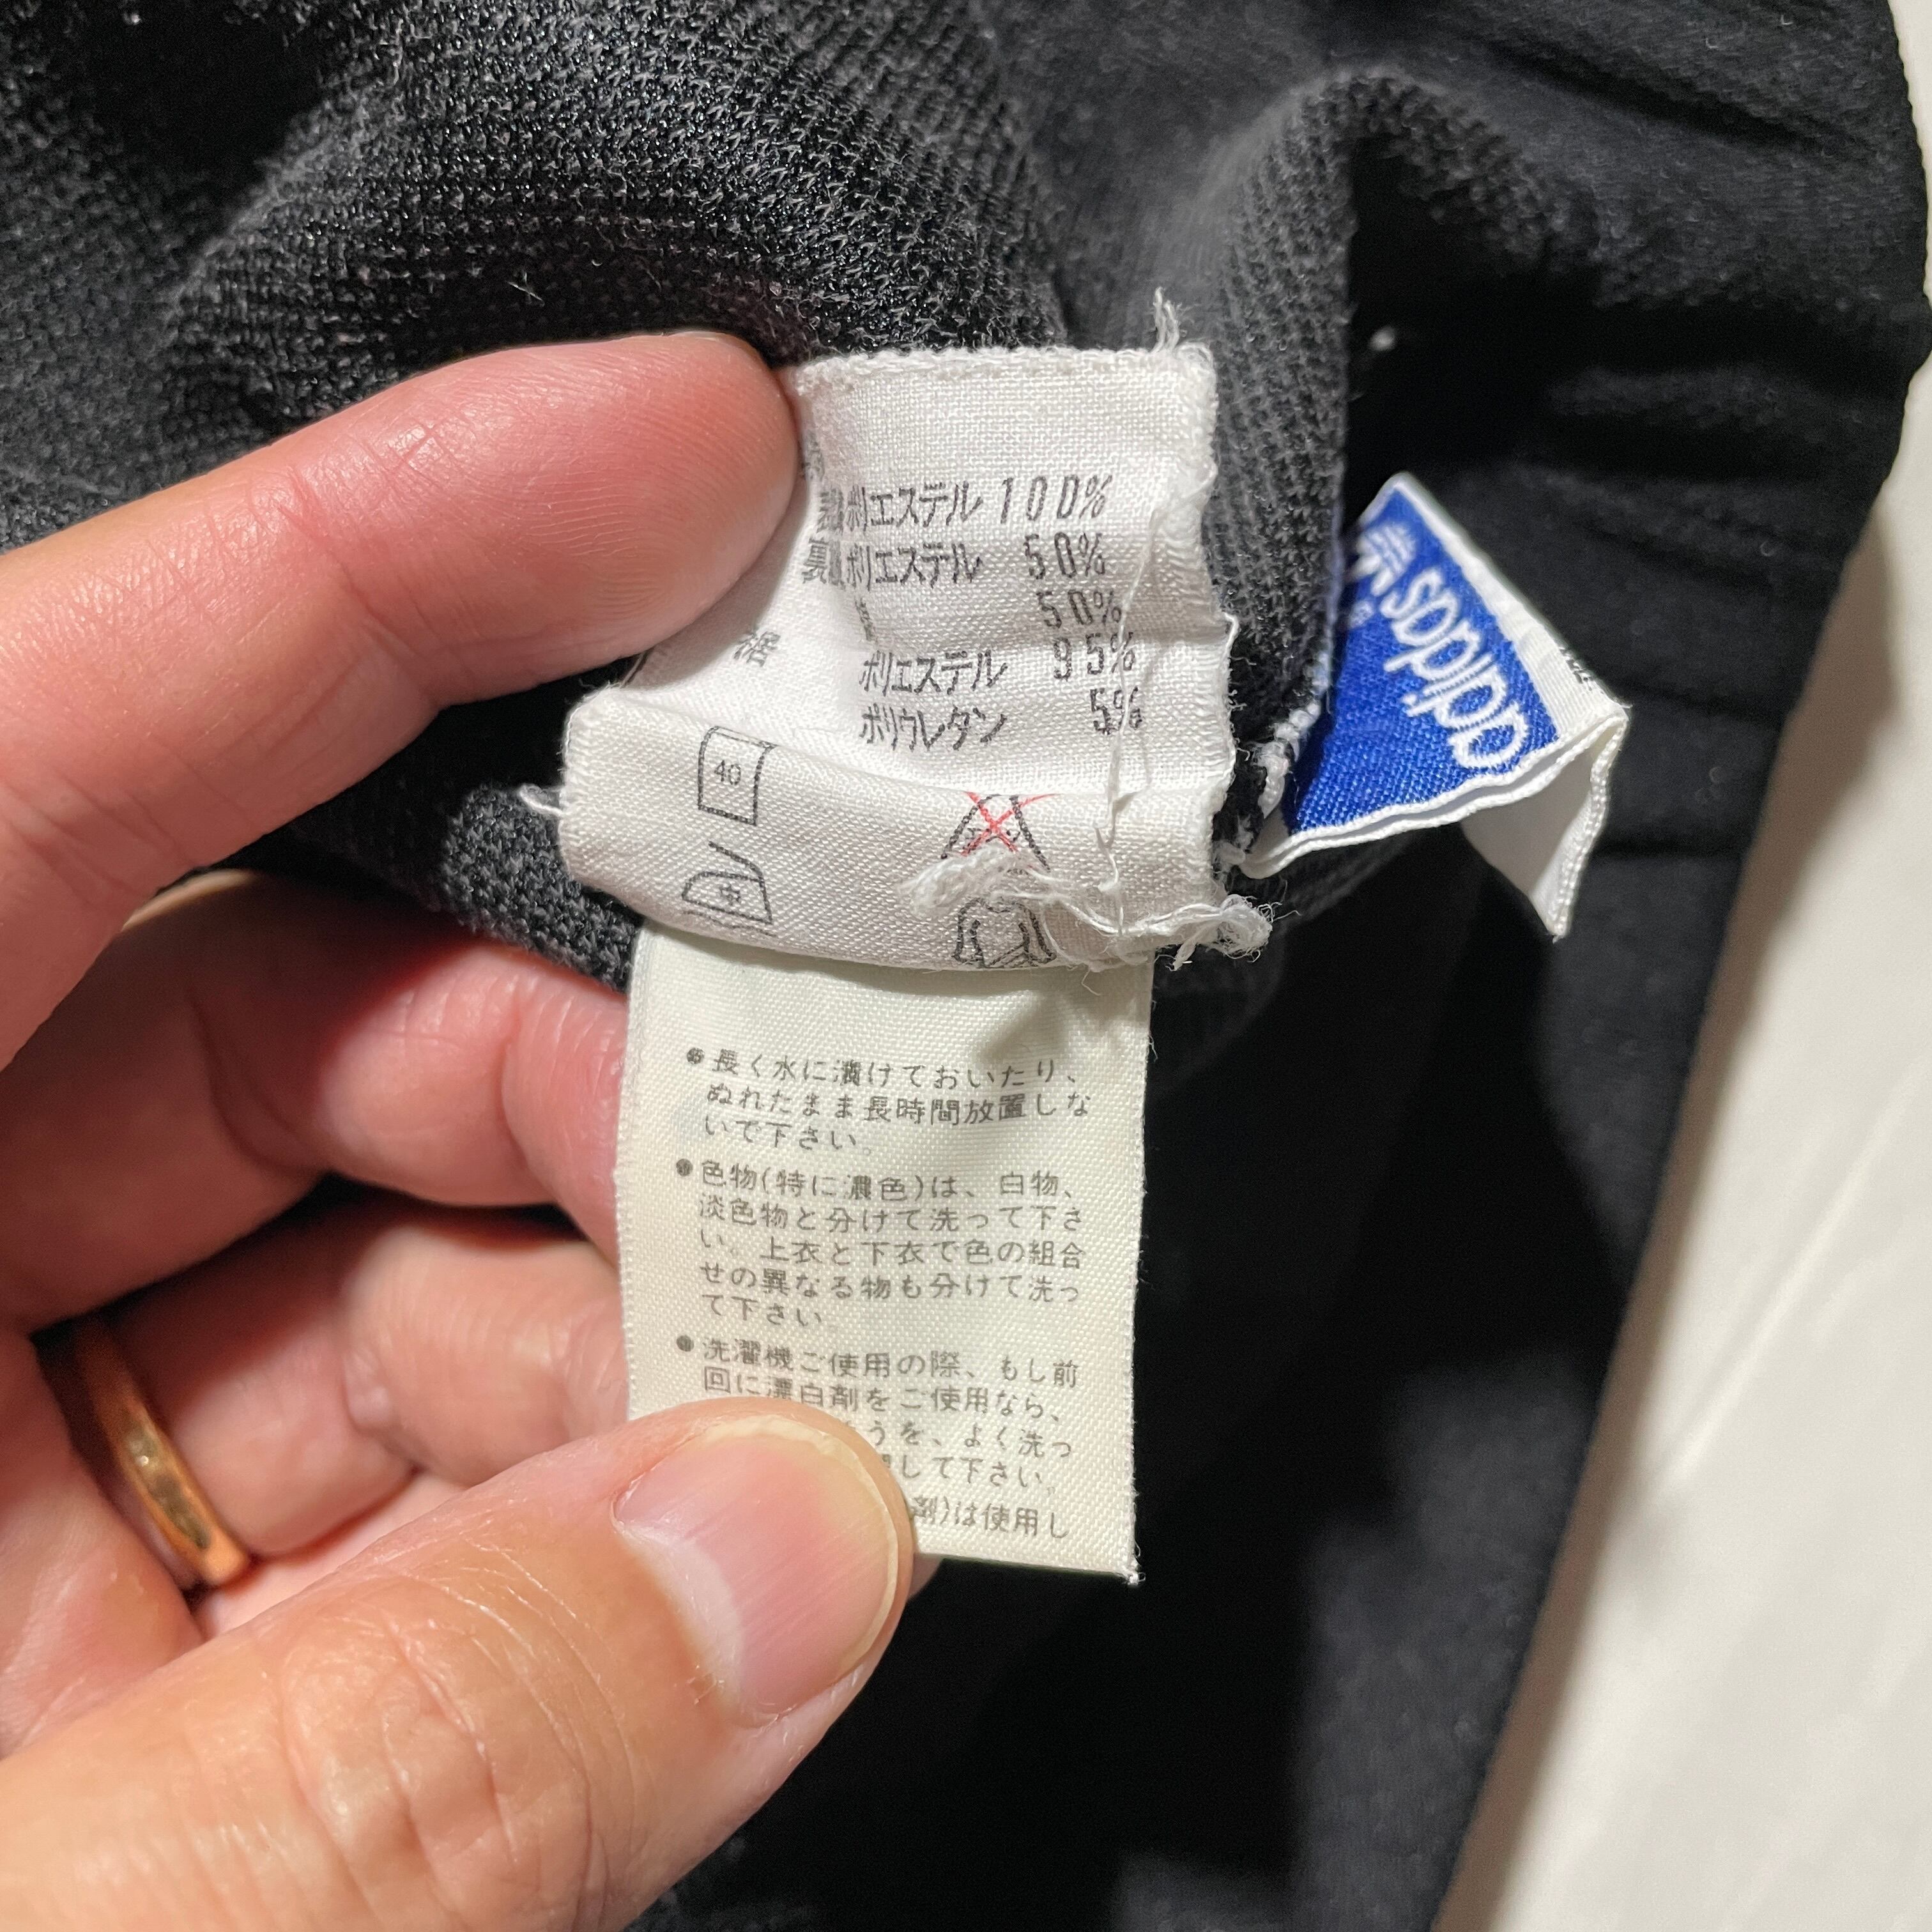 ポリエステル 100%
ポリエステル 50%
50%
裾
ポリエステル 95%
ポリウレタン 5%
40
中
adidas
●長く水に漬けておいたり、
ぬれたまま長時間放置しな
いで下さい。
●色物(特に濃色)は、白物、
淡色物と分けて洗って下さ
い。上衣と下衣で色の組合
せの異なる物も分けて洗っ
て下さい。
●洗濯機ご使用の際、もし前
回に漂白剤をご使用なら、
うを、よく洗っ
して下さい。
剤)は使用し